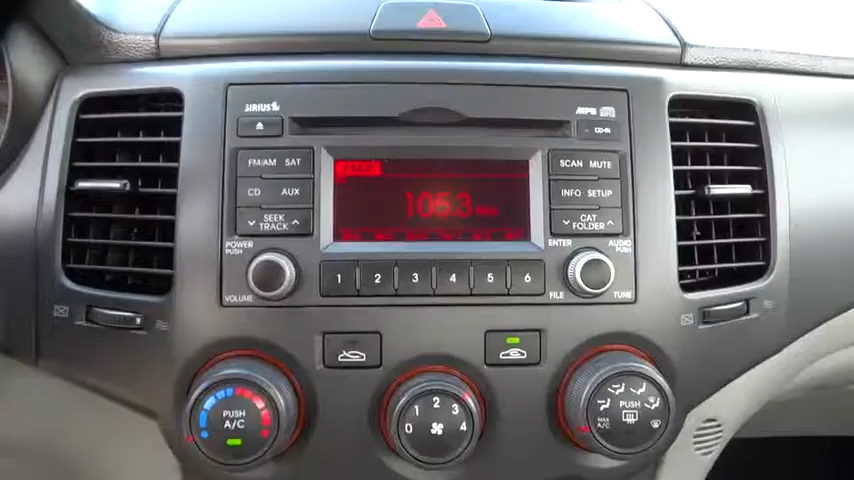 SIRIUS
MP3
CD-IN
FM/AM SAT
CD AUX
SEEK
TRACK
SCAN MUTE
INFO SETUP
CAT
FOLDER
105.3
POWER
PUSH
VOLUME
1 2 3 4 5 6
ENTER
AUDIO
PUSH
FILE
TUNE
PUSH
A/C
0 1 2 3 4
MAX
A/C
PUSH